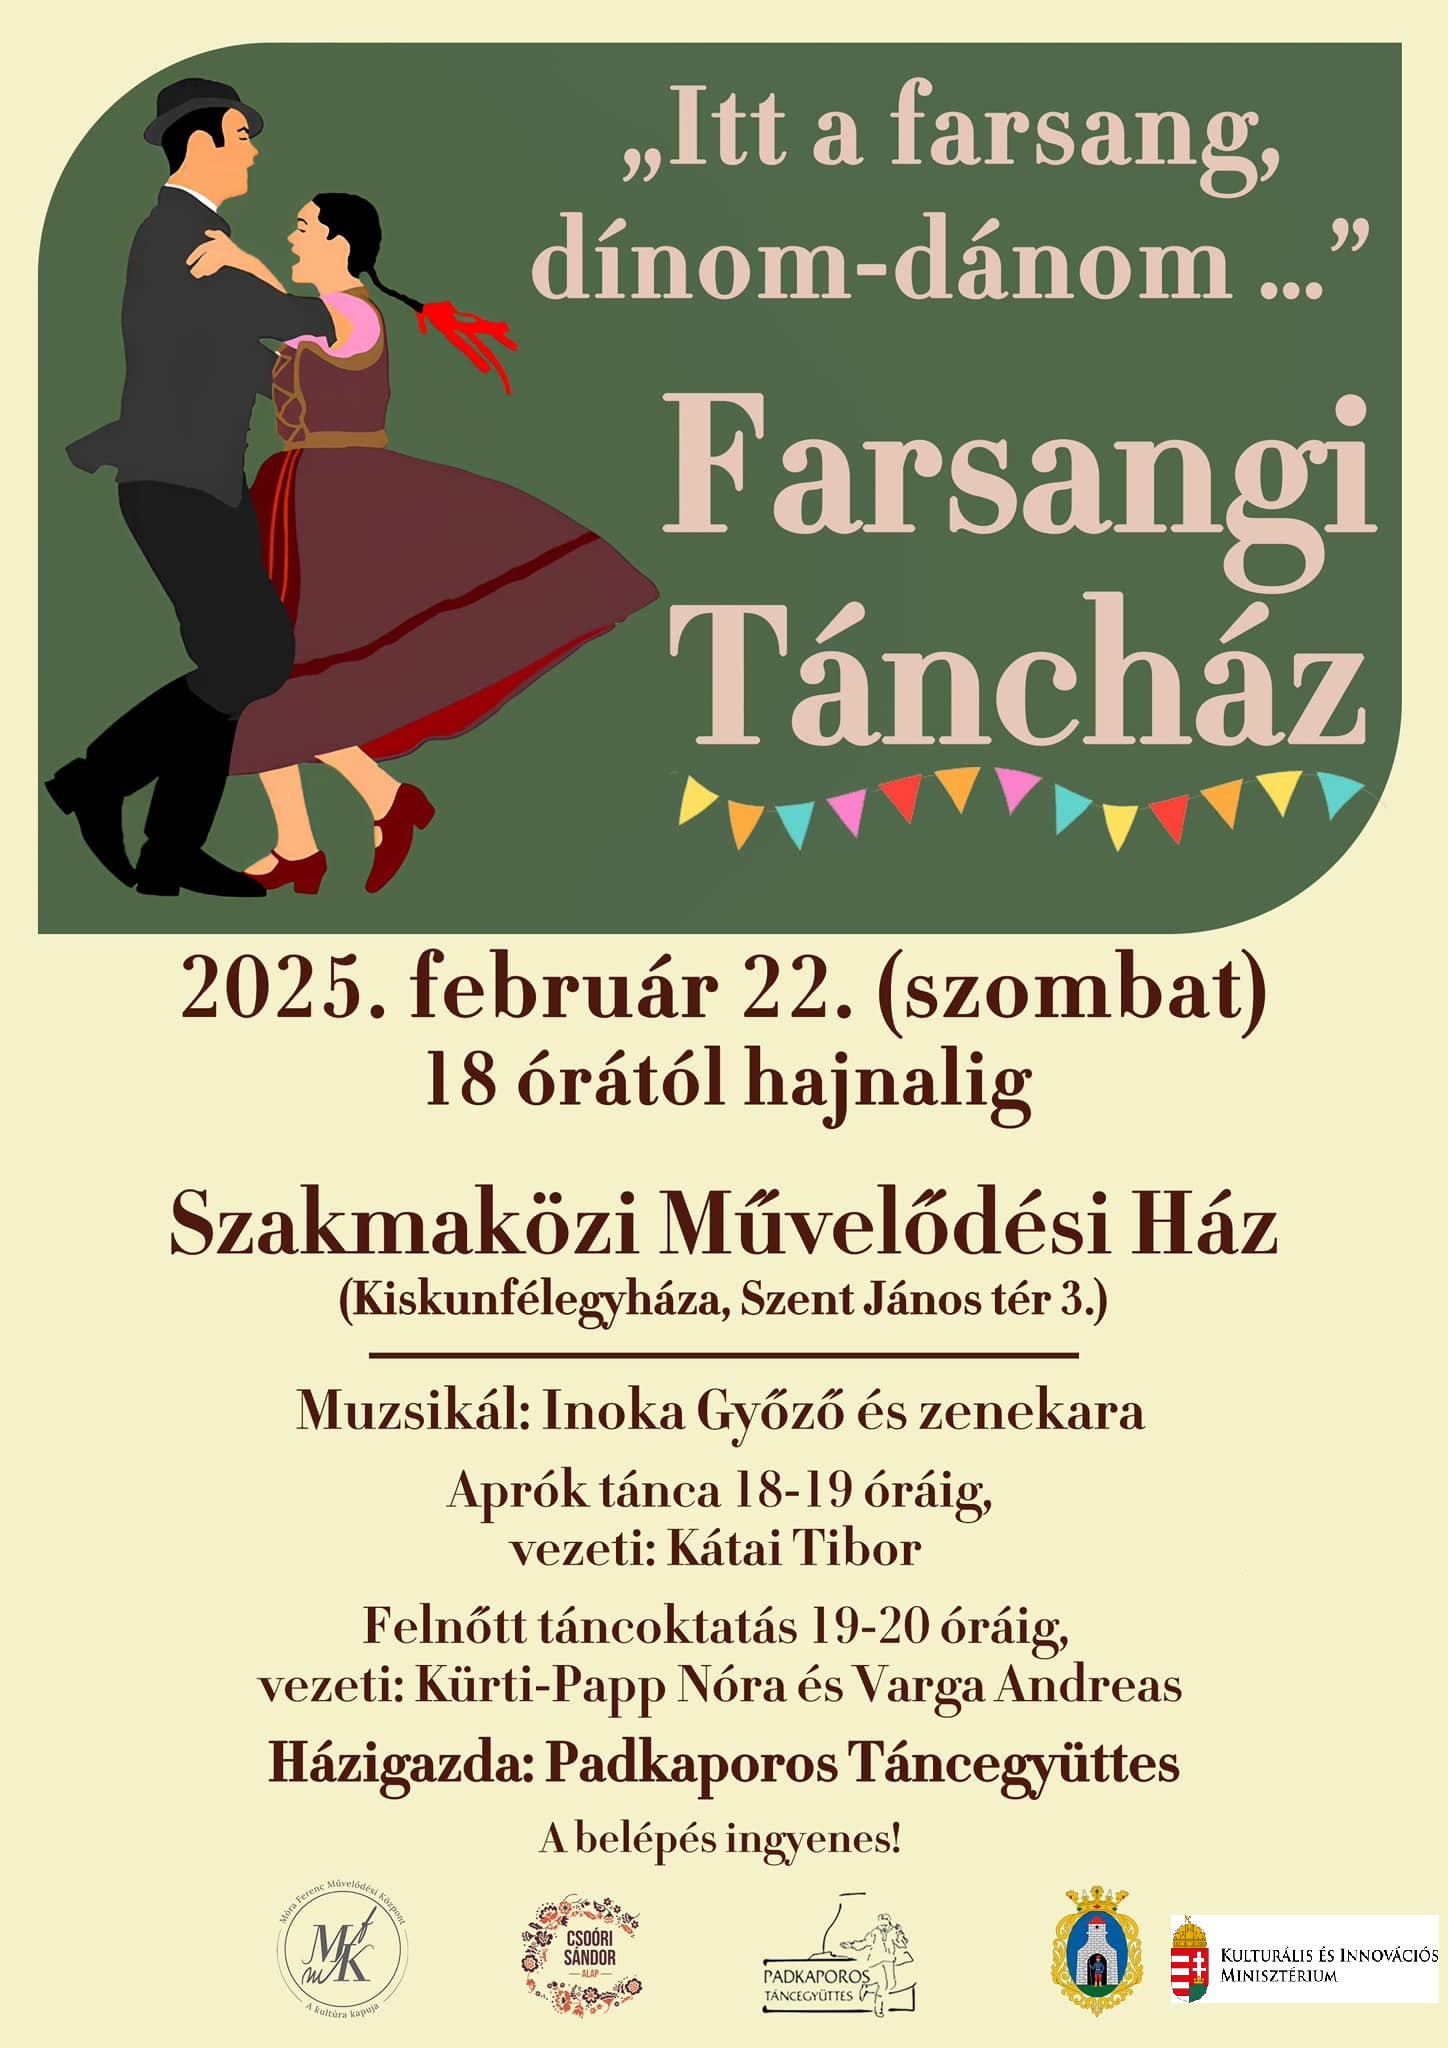 „Itt a farsang,
dínom-dánom ...”
Farsangi
Táncház
2025. február 22. (szombat)
18 órától hajnalig
Szakmaközi Művelődési Ház
(Kiskunfélegyháza, Szent János tér 3.)
Muzsikál: Inoka Győző és zenekara
Aprók tánca 18-19 óráig,
vezeti: Kátai Tibor
Felnőtt táncoktatás 19-20 óráig,
vezeti: Kürti-Papp Nóra és Varga Andreas
Házigazda: Padkaporos Táncegyüttes
A belépés ingyenes!
Móra Ferenc Művelődési Központ
MfmK
A kultúra kapuja
CSOÓRI
SÁNDOR
ALAP
PADKAPOROS
TÁNCEGYÜTTES
KULTURÁLIS ÉS INNOVÁCIÓS
MINISZTÉRIUM